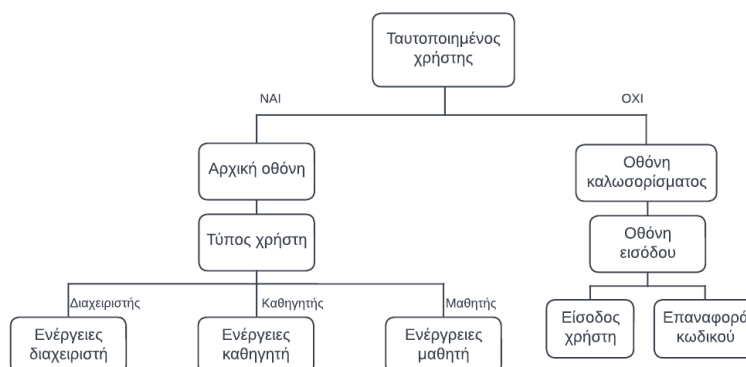 Ταυτοποιημένος
χρήστης
ΝΑΙ
ΟΧΙ
Αρχική οθόνη
Οθόνη
καλωσορίσματος
Τύπος χρήστη
Οθόνη
εισόδου
Διαχειριστής
Καθηγητής
Μαθητής
Ενέργειες
διαχειριστή
Ενέργειες
καθηγητή
Ενέργρειες
μαθητή
Είσοδος
χρήστη
Επαναφορά
κωδικού